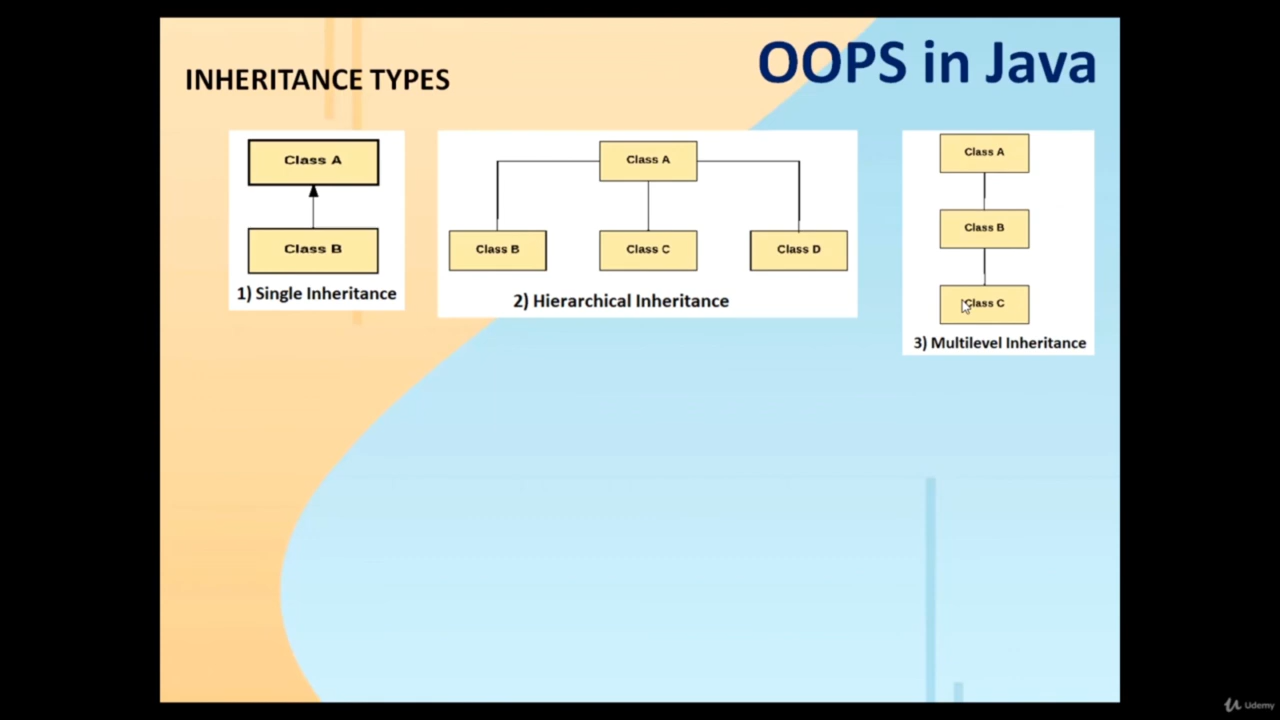 OOPS in Java
INHERITANCE TYPES
Class A
Class B
1) Single Inheritance
Class A
Class B
Class C
Class D
2) Hierarchical Inheritance
Class A
Class B
Class C
3) Multilevel Inheritance
Udemy